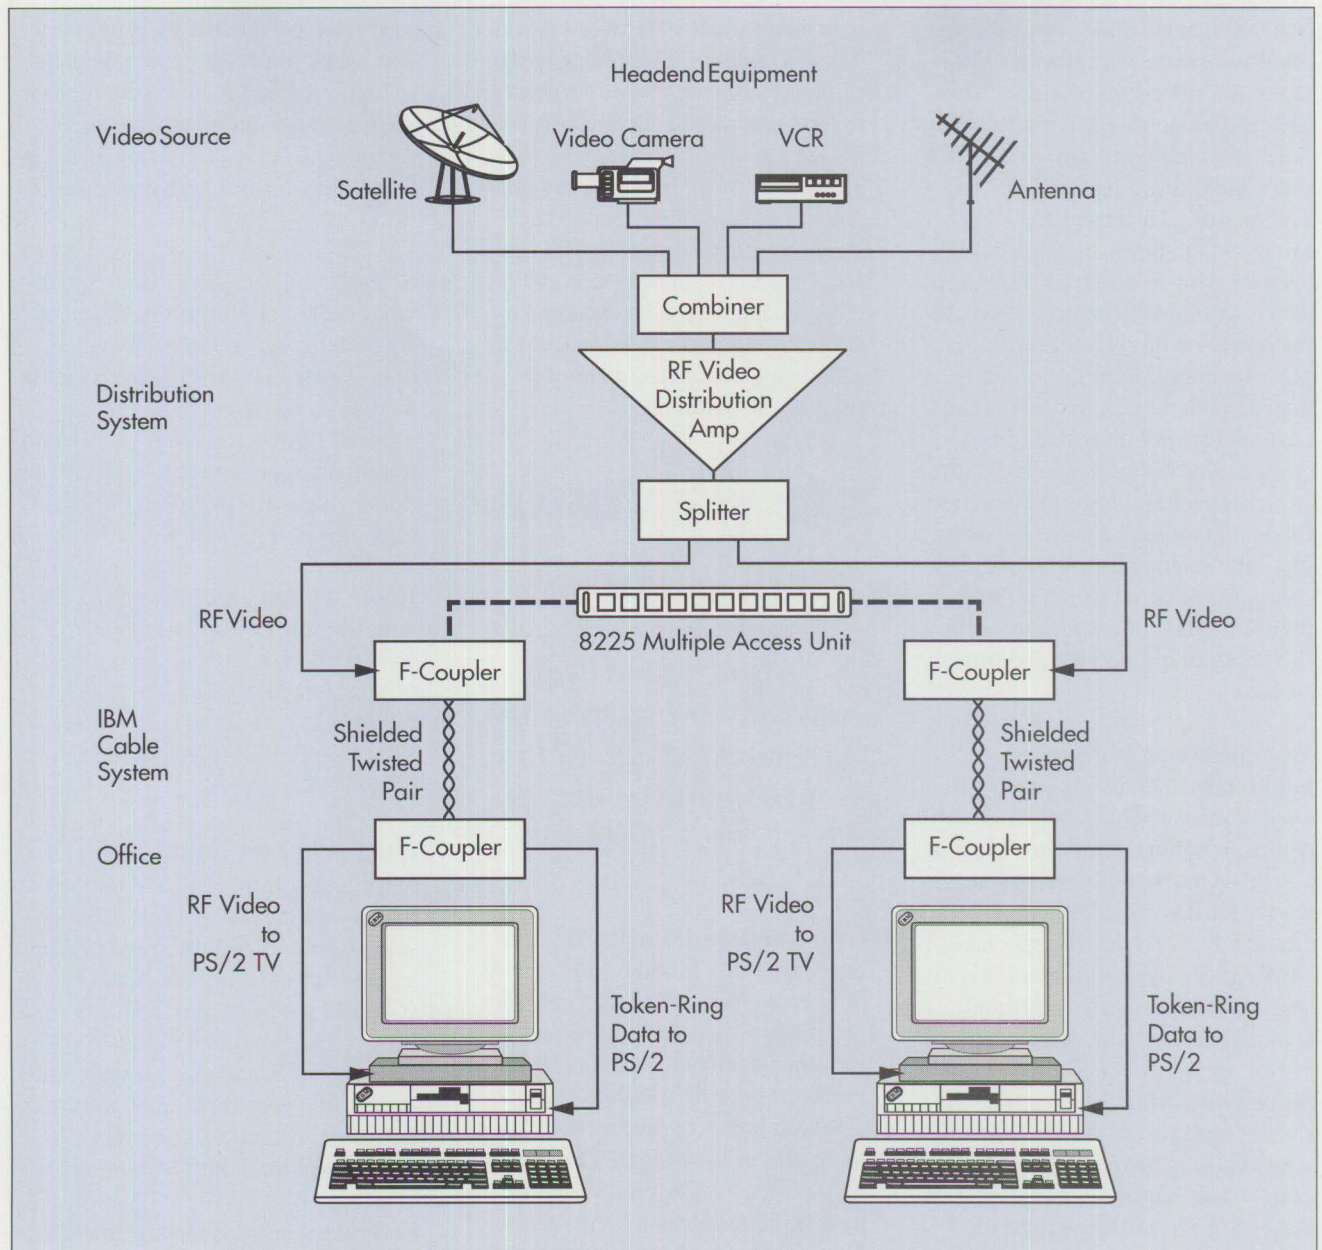 Headend Equipment
Video Source
Satellite
Video Camera
VCR
Antenna
Combiner
RF Video
Distribution
Amp
Distribution
System
Splitter
RF Video
8225 Multiple Access Unit
RF Video
F-Coupler
F-Coupler
IBM
Cable
System
Shielded
Twisted
Pair
Shielded
Twisted
Pair
Office
F-Coupler
F-Coupler
RF Video
to
PS/2 TV
Token-Ring
Data to
PS/2
RF Video
to
PS/2 TV
Token-Ring
Data to
PS/2